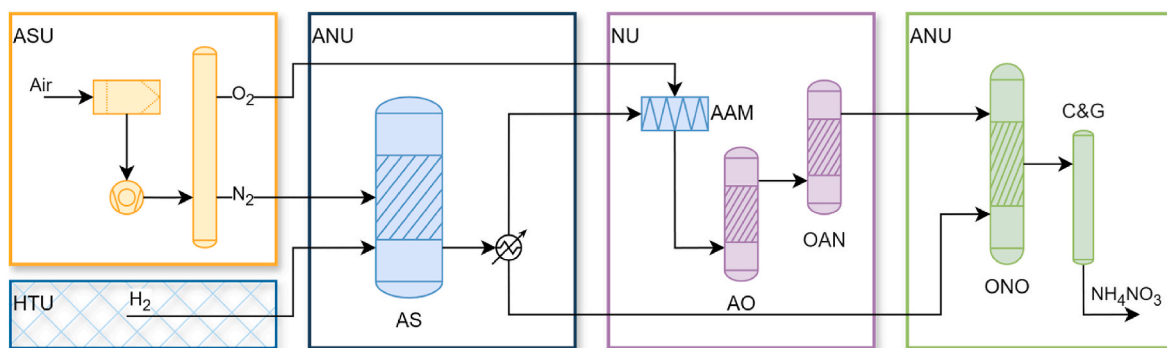 ASU
Air
O2
N2
HTU
H2
ANU
AS
NU
AAM
AO
OAN
ANU
ONO
C&G
NH4NO3